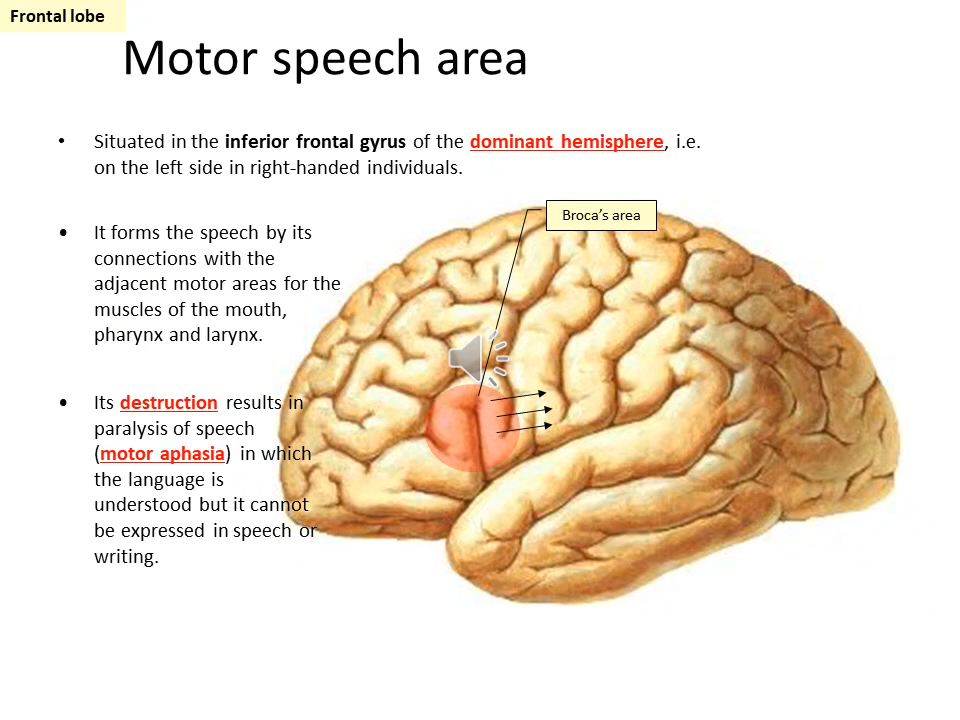 Frontal lobe
Motor speech area
• Situated in the inferior frontal gyrus of the dominant hemisphere, i.e.
on the left side in right-handed individuals.
Broca’s area
• It forms the speech by its
connections with the
adjacent motor areas for the
muscles of the mouth,
pharynx and larynx.
• Its destruction results in
paralysis of speech
(motor aphasia) in which
the language is
understood but it cannot
be expressed in speech or
writing.